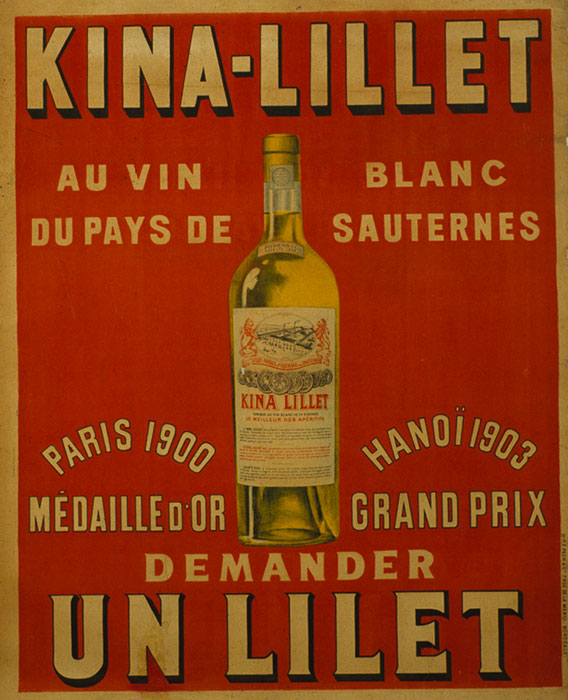 KINA-LILLET
AU VIN BLANC
DU PAYS DE SAUTERNES
KINA LILLET
LE MEILLEUR DES APÉRITIFS
PARIS 1900
MÉDAILLE D'OR
HANOÏ 1903
GRAND PRIX
DEMANDER
UN LILET